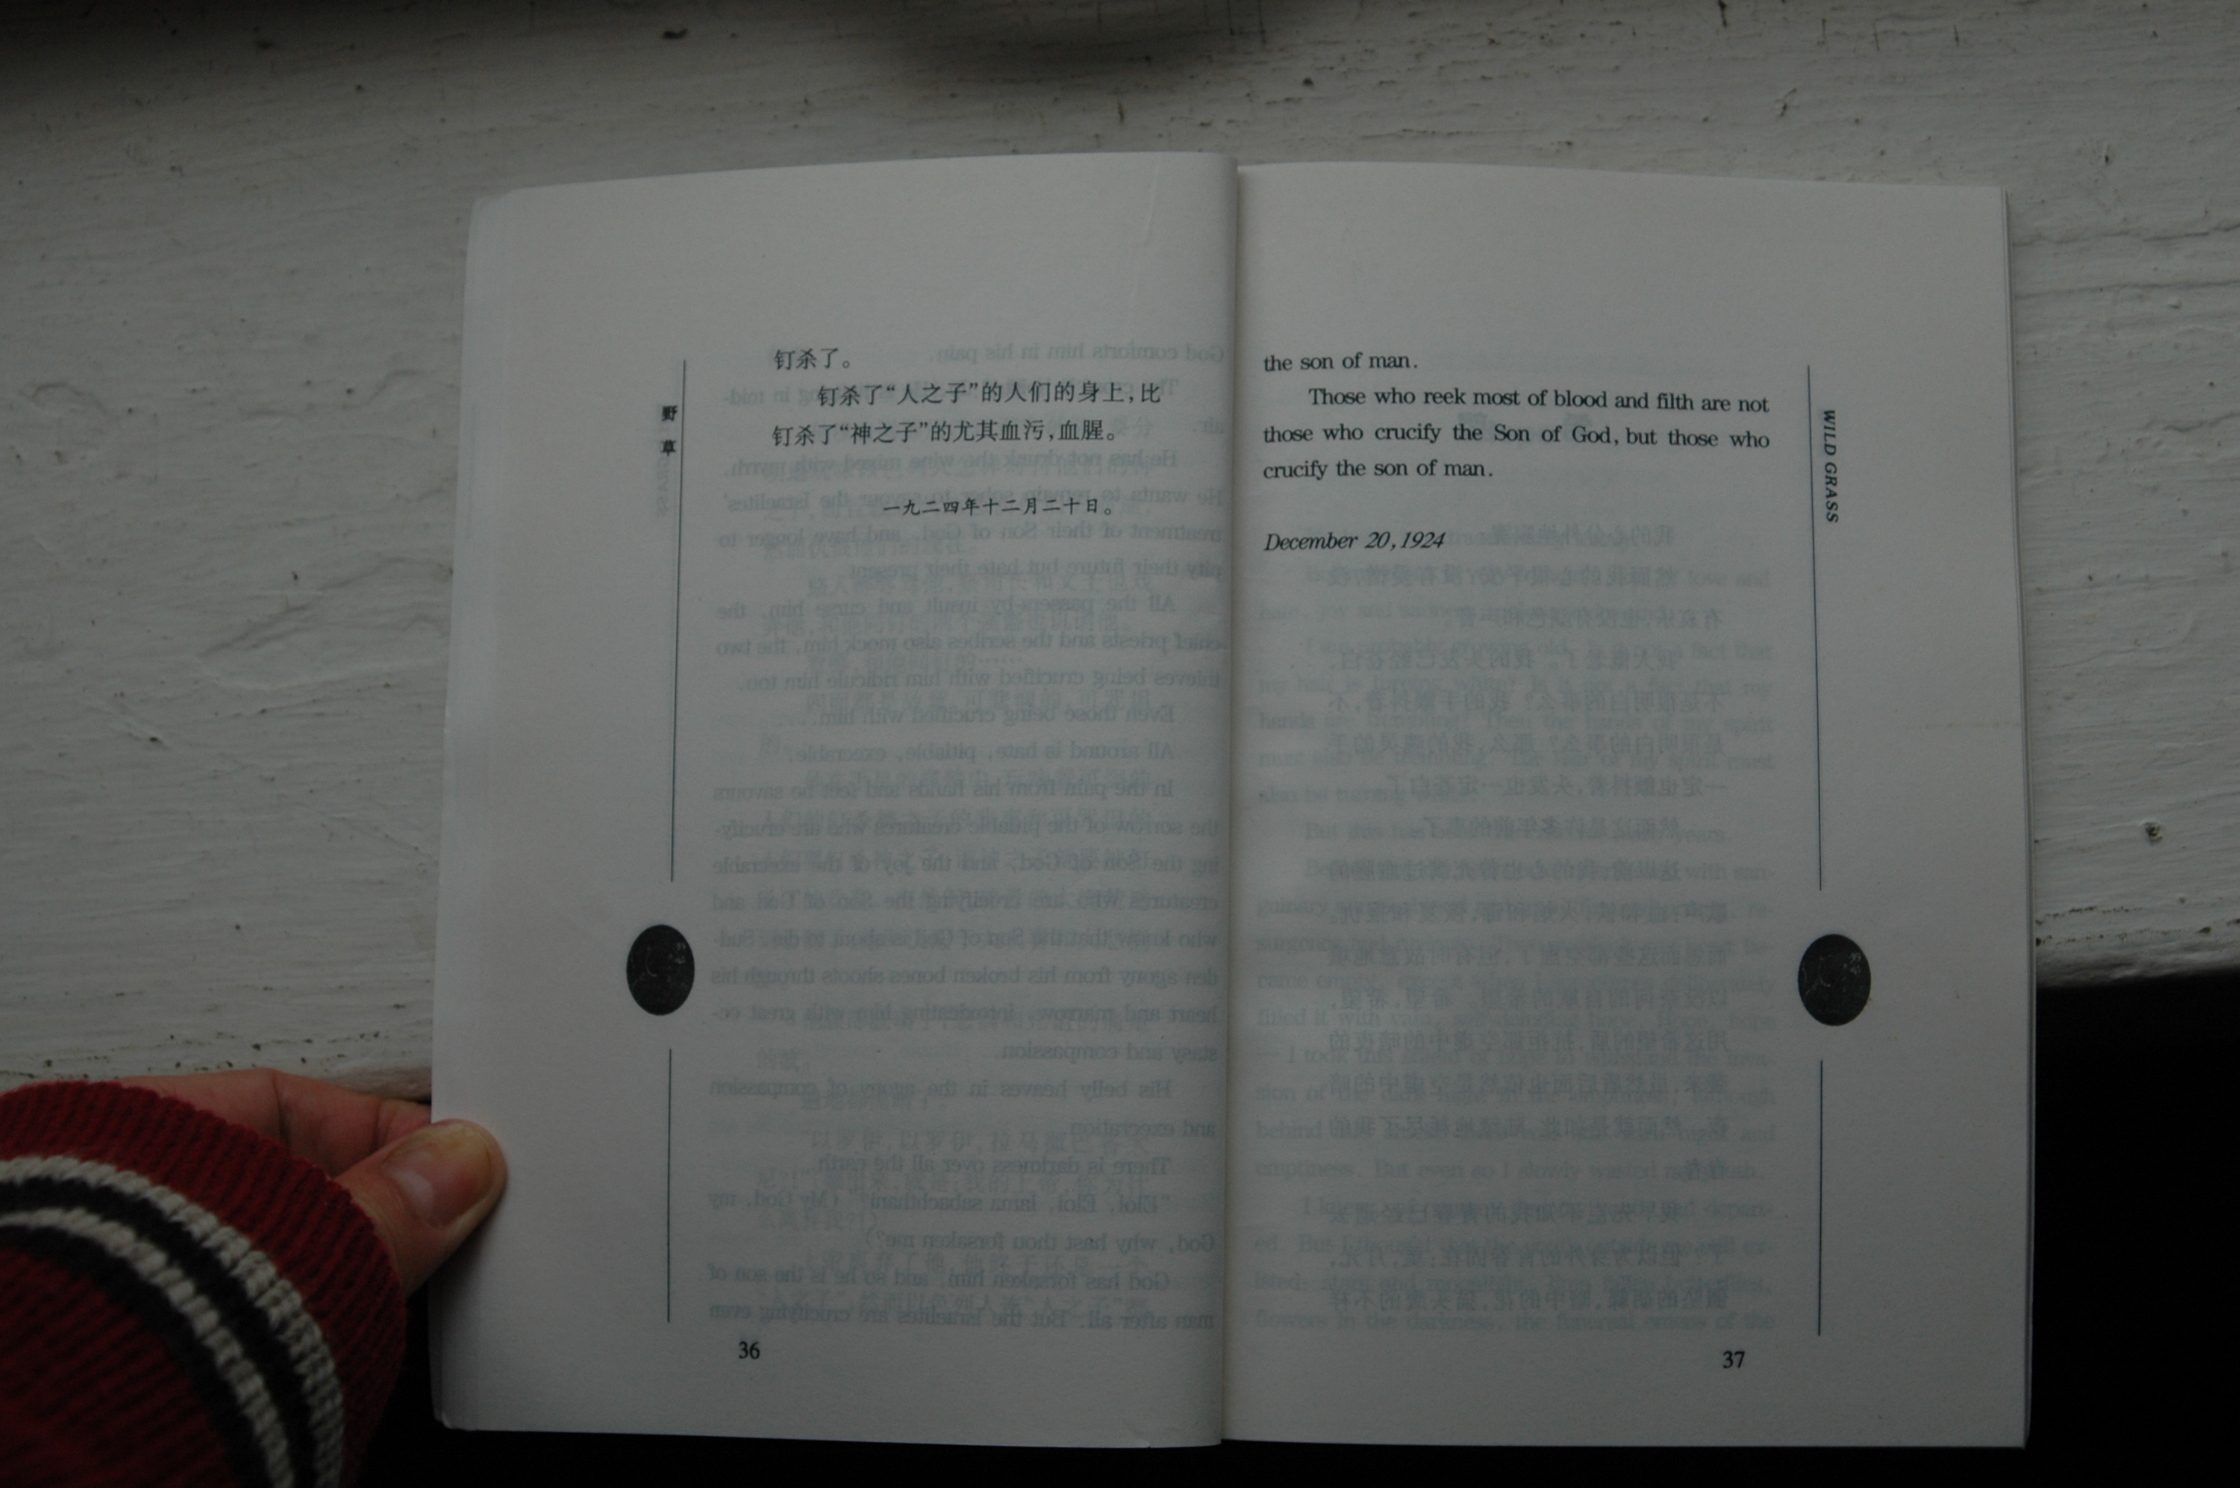 野草
钉杀了。
钉杀了“人之子”的人们的身上，比
钉杀了“神之子”的尤其血污，血腥。
一九二四年十二月二十日。
36
the son of man.
Those who reek most of blood and filth are not
those who crucify the Son of God, but those who
crucify the son of man.
December 20, 1924
WILD GRASS
37